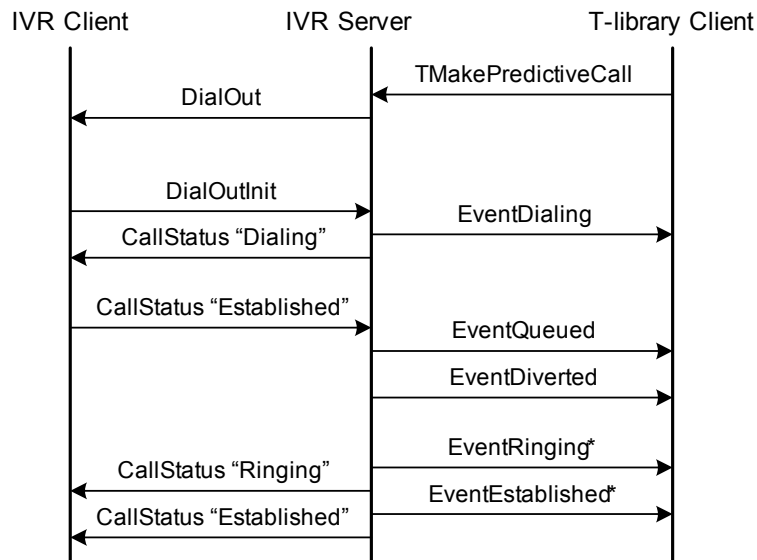 IVR Client
IVR Server
T-library Client
TMakePredictiveCall
DialOut
DialOutInit
EventDialing
CallStatus “Dialing”
CallStatus “Established”
EventQueued
EventDiverted
EventRinging*
CallStatus “Ringing”
EventEstablished*
CallStatus “Established”